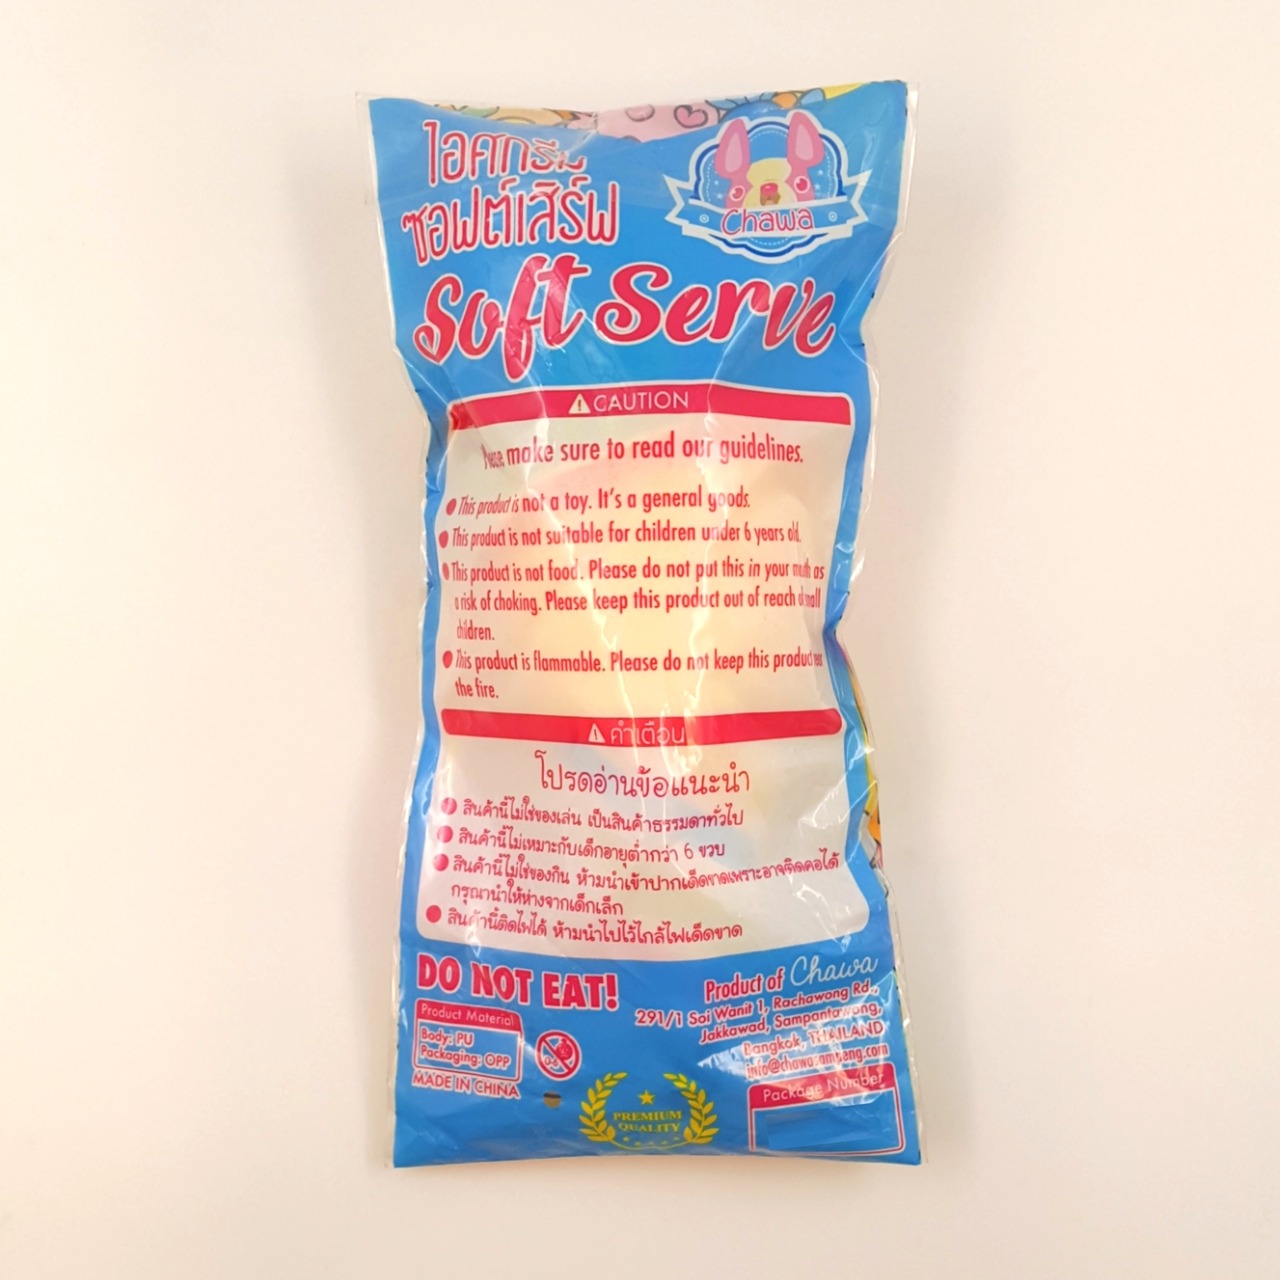 ไอศกรีม
ซอฟต์เสิร์ฟ
Chawa
Soft Serve
CAUTION
Please make sure to read our guidelines.
This product is not a toy. It's a general goods.
This product is not suitable for children under 6 years old.
This product is not food. Please do not put this in your mouth as
a risk of choking. Please keep this product out of reach of small
children.
This product is flammable. Please do not keep this product near
the fire.
คำเตือน
โปรดอ่านข้อแนะนำ
สินค้านี้ไม่ใช่ของเล่น เป็นสินค้าธรรมดาทั่วไป
สินค้านี้ไม่เหมาะกับเด็กอายุต่ำกว่า 6 ขวบ
สินค้านี้ไม่ใช่ของกิน ห้ามนำเข้าปากเด็ดขาดเพราะอาจติดคอได้
กรุณานำให้ห่างจากเด็กเล็ก
สินค้านี้ติดไฟได้ ห้ามนำไปไว้ใกล้ไฟเด็ดขาด
DO NOT EAT!
Product Material
Body: PU
Packaging: OPP
MADE IN CHINA
0-3
PREMIUM
QUALITY
Product of Chawa
291/1 Soi Wanit 1, Rachawong Rd.,
Jakkawad, Sampantawong,
Bangkok, THAILAND
info@chawasampeng.com
Package Number